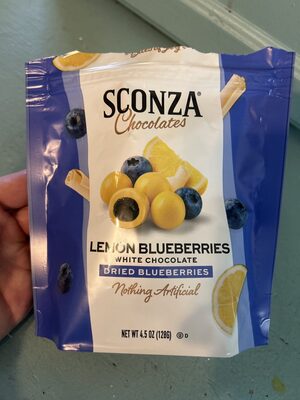 SCONZA®
Chocolates
LEMON BLUEBERRIES
WHITE CHOCOLATE
DRIED BLUEBERRIES
Nothing Artificial
NET WT 4.5 OZ (128G) Ⓤ D